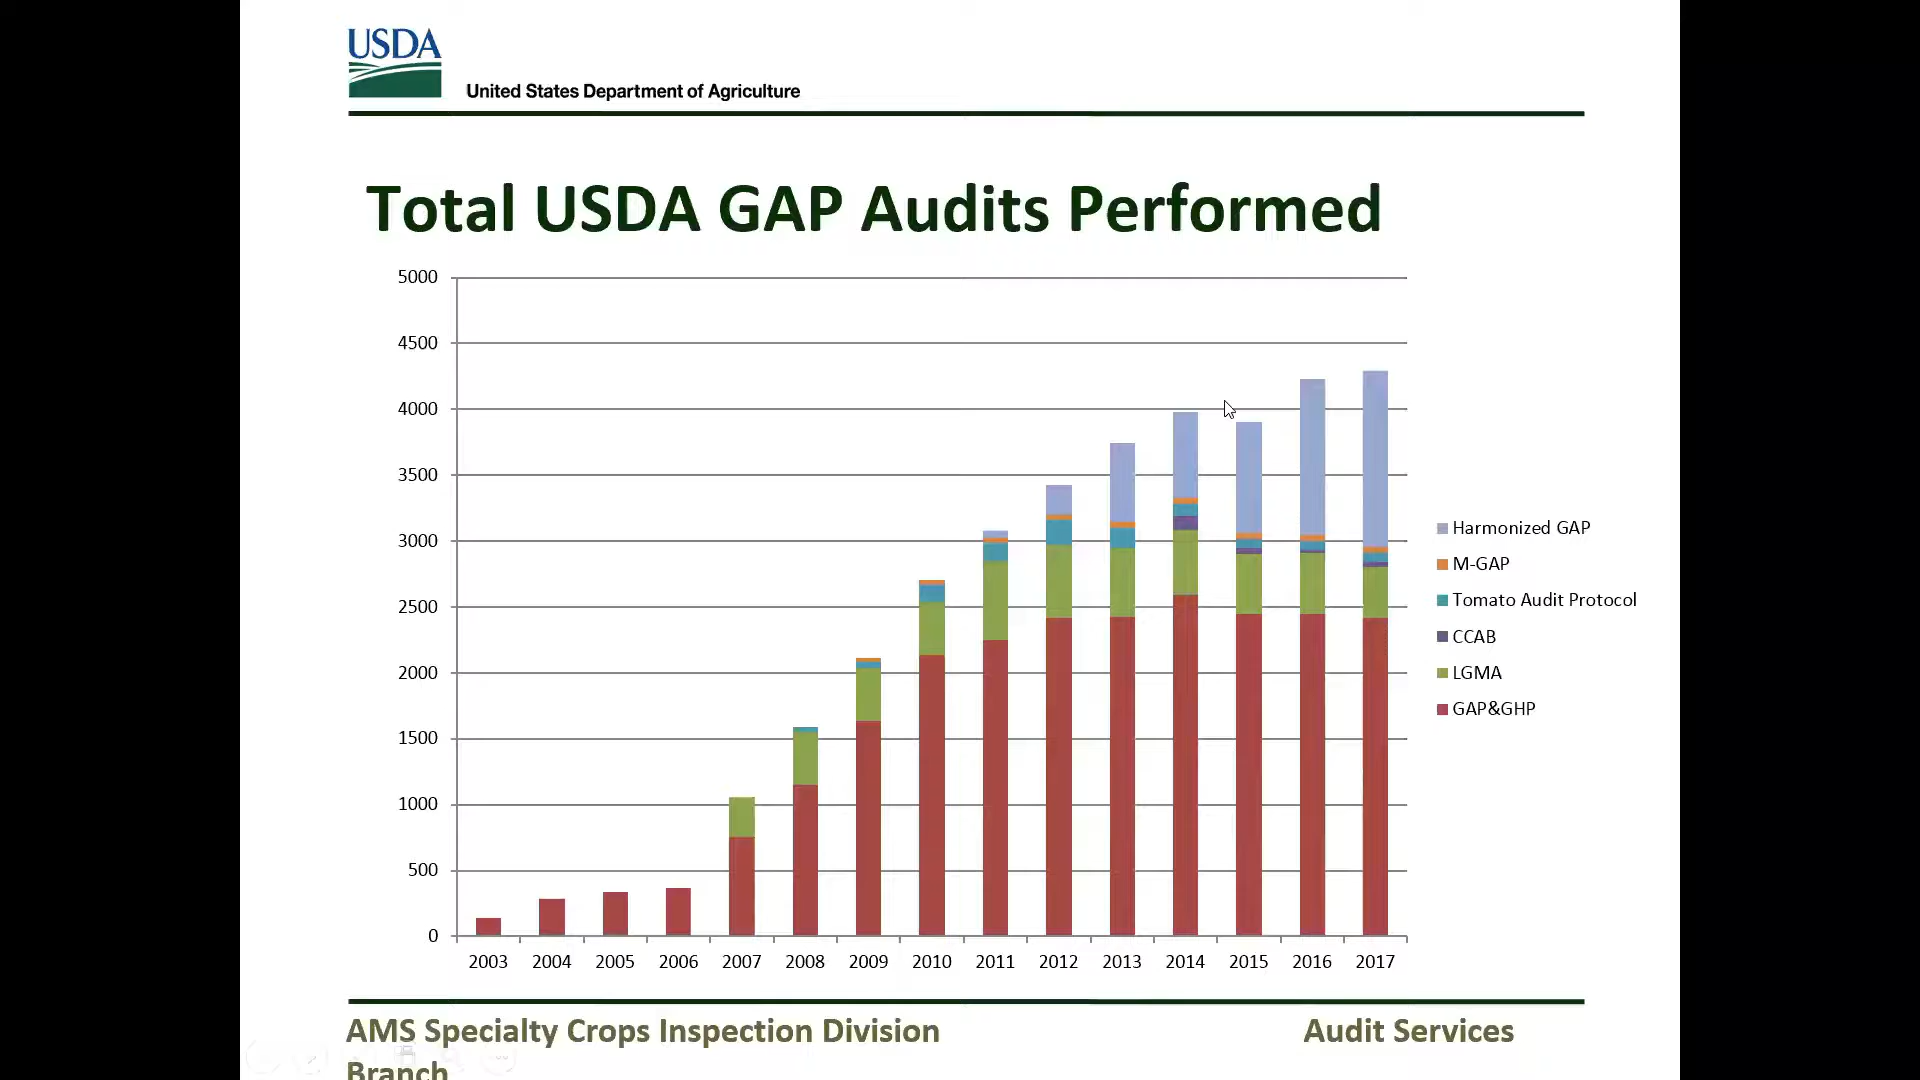 USDA
United States Department of Agriculture
Total USDA GAP Audits Performed
5000
4500
4000
3500
3000
2500
2000
1500
1000
500
0
2003 2004 2005 2006 2007 2008 2009 2010 2011 2012 2013 2014 2015 2016 2017
Harmonized GAP
M-GAP
Tomato Audit Protocol
CCAB
LGMA
GAP&GHP
AMS Specialty Crops Inspection Division
Audit Services
Branch